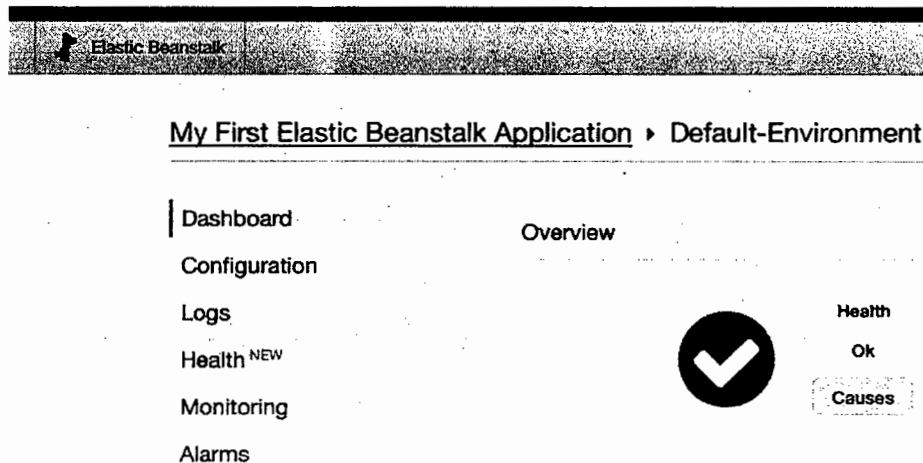 Elastic Beanstalk
My First Elastic Beanstalk Application ▸ Default-Environment
Dashboard
Configuration
Logs
Health NEW
Monitoring
Alarms
Overview
Health
Ok
Causes